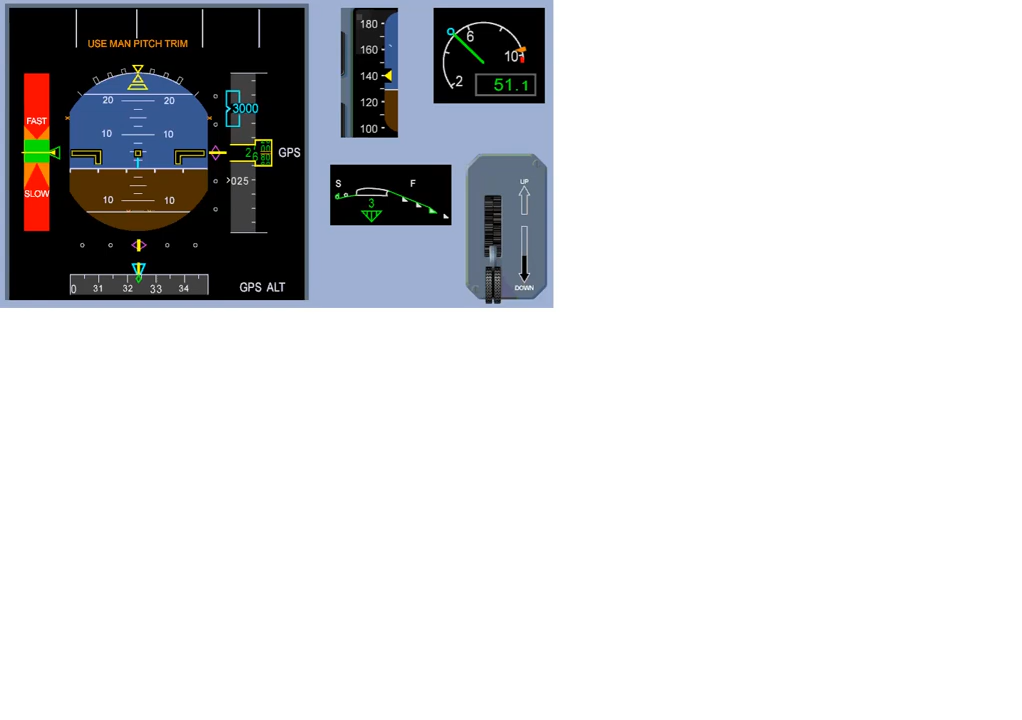 USE MAN PITCH TRIM
FAST
SLOW
20 20
10 10
10 10
3000
025
GPS
0 31 32 33 34
GPS ALT
180
160
140
120
100
2 6 10
51.1
S F
3
UP
DOWN